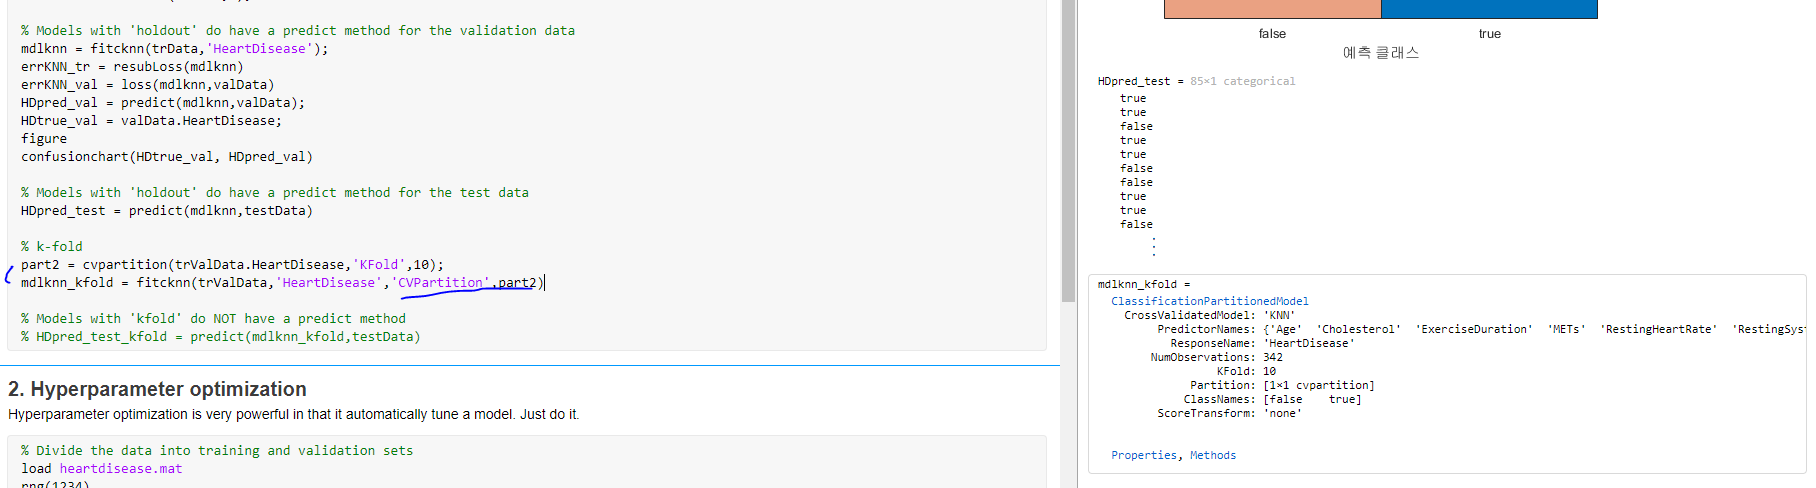 % Models with 'holdout' do have a predict method for the validation data
mdlknn = fitcknn(trData,'HeartDisease');
errKNN_tr = resubLoss(mdlknn)
errKNN_val = loss(mdlknn,valData)
HDpred_val = predict(mdlknn,valData);
HDtrue_val = valData.HeartDisease;
figure
confusionchart(HDtrue_val, HDpred_val)
% Models with 'holdout' do have a predict method for the test data
HDpred_test = predict(mdlknn,testData)
% k-fold
part2 = cvpartition(trValData.HeartDisease,'KFold',10);
mdlknn_kfold = fitcknn(trValData,'HeartDisease','CVPartition',part2)
% Models with 'kfold' do NOT have a predict method
% HDpred_test_kfold = predict(mdlknn_kfold,testData)
2. Hyperparameter optimization
Hyperparameter optimization is very powerful in that it automatically tune a model. Just do it.
% Divide the data into training and validation sets
load heartdisease.mat
rng(1234)
false true
예측 클래스
HDpred_test = 85×1 categorical
true
true
false
true
true
false
false
true
true
false
⋮
mdlknn_kfold =
ClassificationPartitionedModel
CrossValidatedModel: 'KNN'
PredictorNames: {'Age' 'Cholesterol' 'ExerciseDuration' 'METs' 'RestingHeartRate' 'RestingSys
ResponseName: 'HeartDisease'
NumObservations: 342
KFold: 10
Partition: [1×1 cvpartition]
ClassNames: [false true]
ScoreTransform: 'none'
Properties, Methods